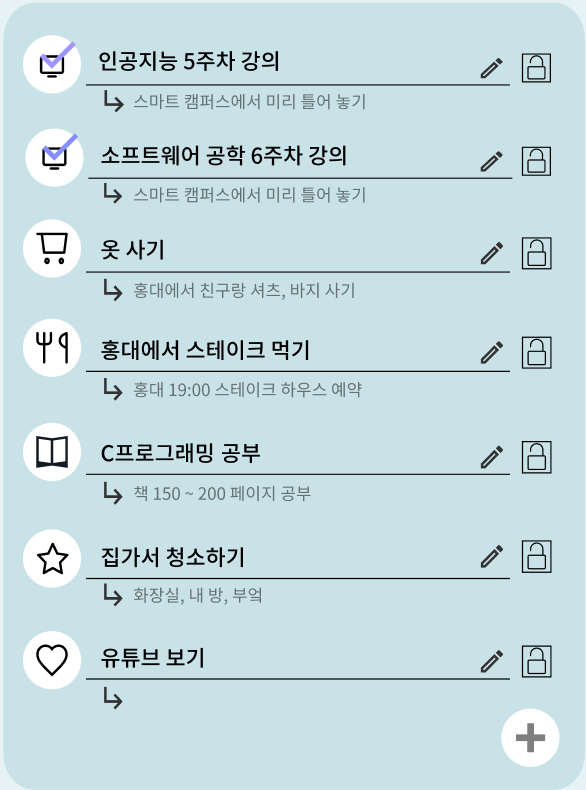 인공지능 5주차 강의
스마트 캠퍼스에서 미리 틀어 놓기
소프트웨어 공학 6주차 강의
스마트 캠퍼스에서 미리 틀어 놓기
옷 사기
홍대에서 친구랑 셔츠, 바지 사기
홍대에서 스테이크 먹기
홍대 19:00 스테이크 하우스 예약
C프로그래밍 공부
책 150 ~ 200 페이지 공부
집가서 청소하기
화장실, 내 방, 부엌
유튜브 보기